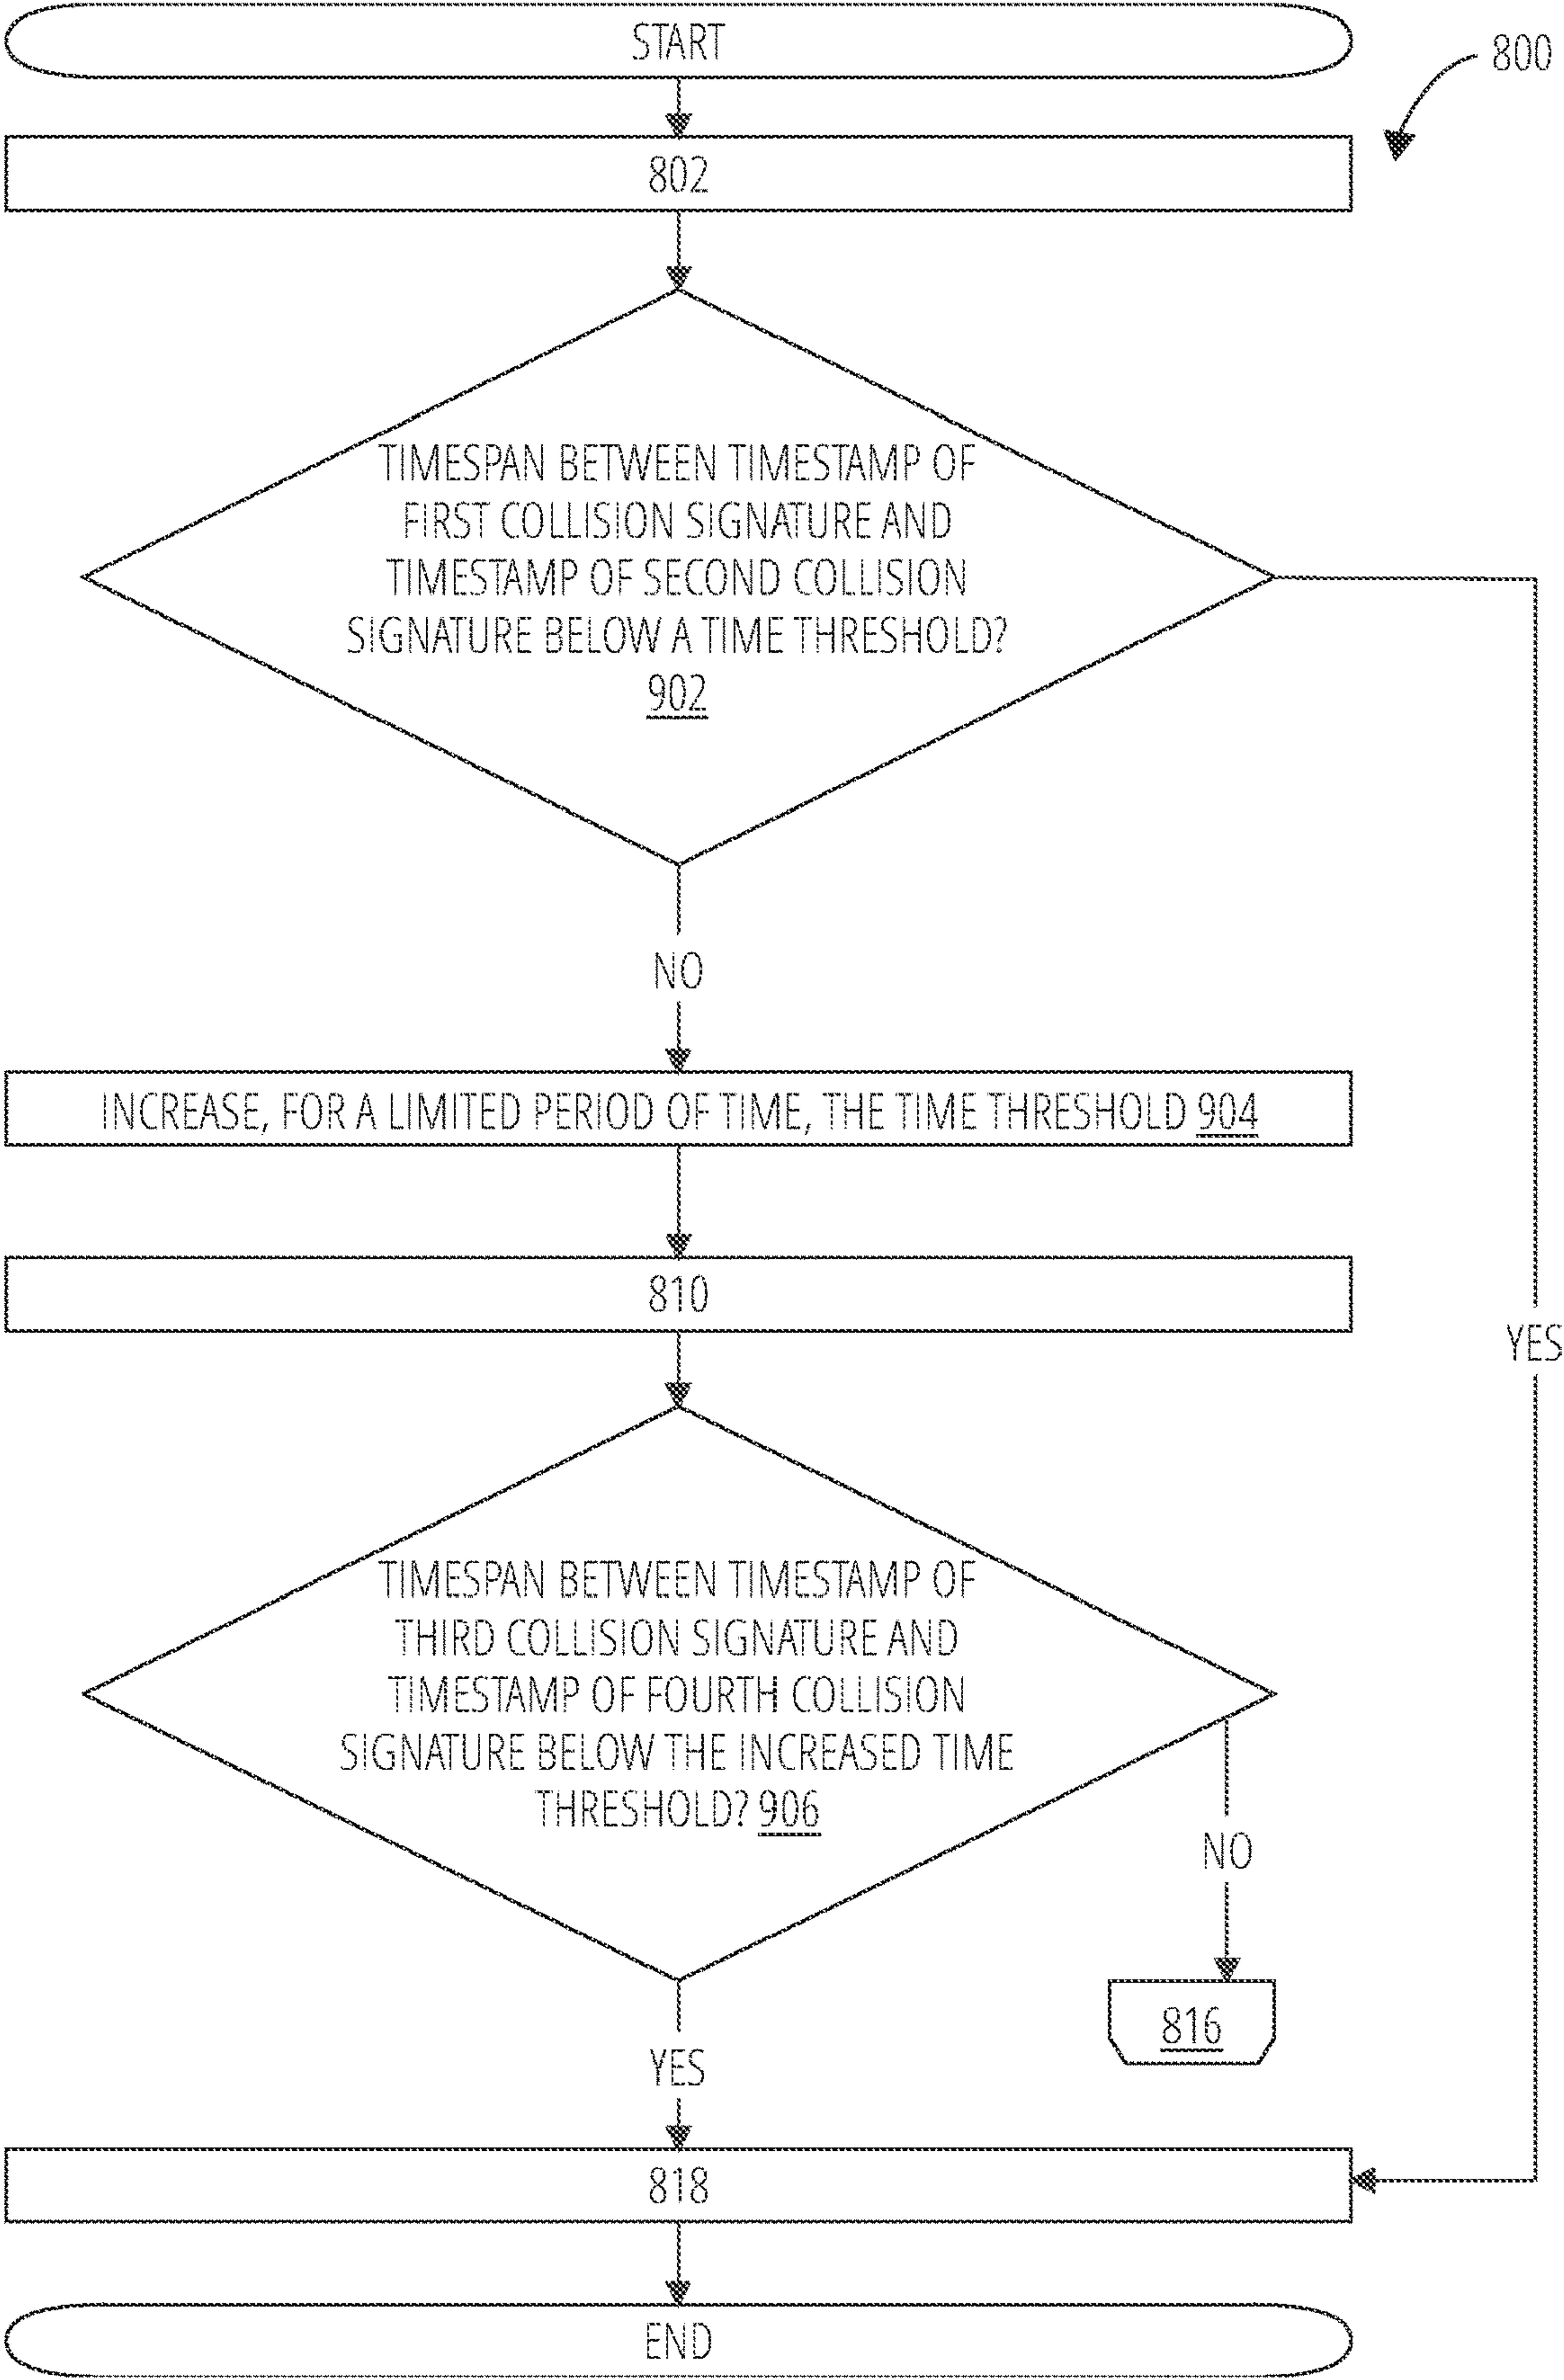 START
800
802
TIMESPAN BETWEEN TIMESTAMP OF
FIRST COLLISION SIGNATURE AND
TIMESTAMP OF SECOND COLLISION
SIGNATURE BELOW A TIME THRESHOLD?
902
NO
INCREASE, FOR A LIMITED PERIOD OF TIME, THE TIME THRESHOLD 904
810
YES
TIMESPAN BETWEEN TIMESTAMP OF
THIRD COLLISION SIGNATURE AND
TIMESTAMP OF FOURTH COLLISION
SIGNATURE BELOW THE INCREASED TIME
THRESHOLD? 906
NO
816
YES
818
END